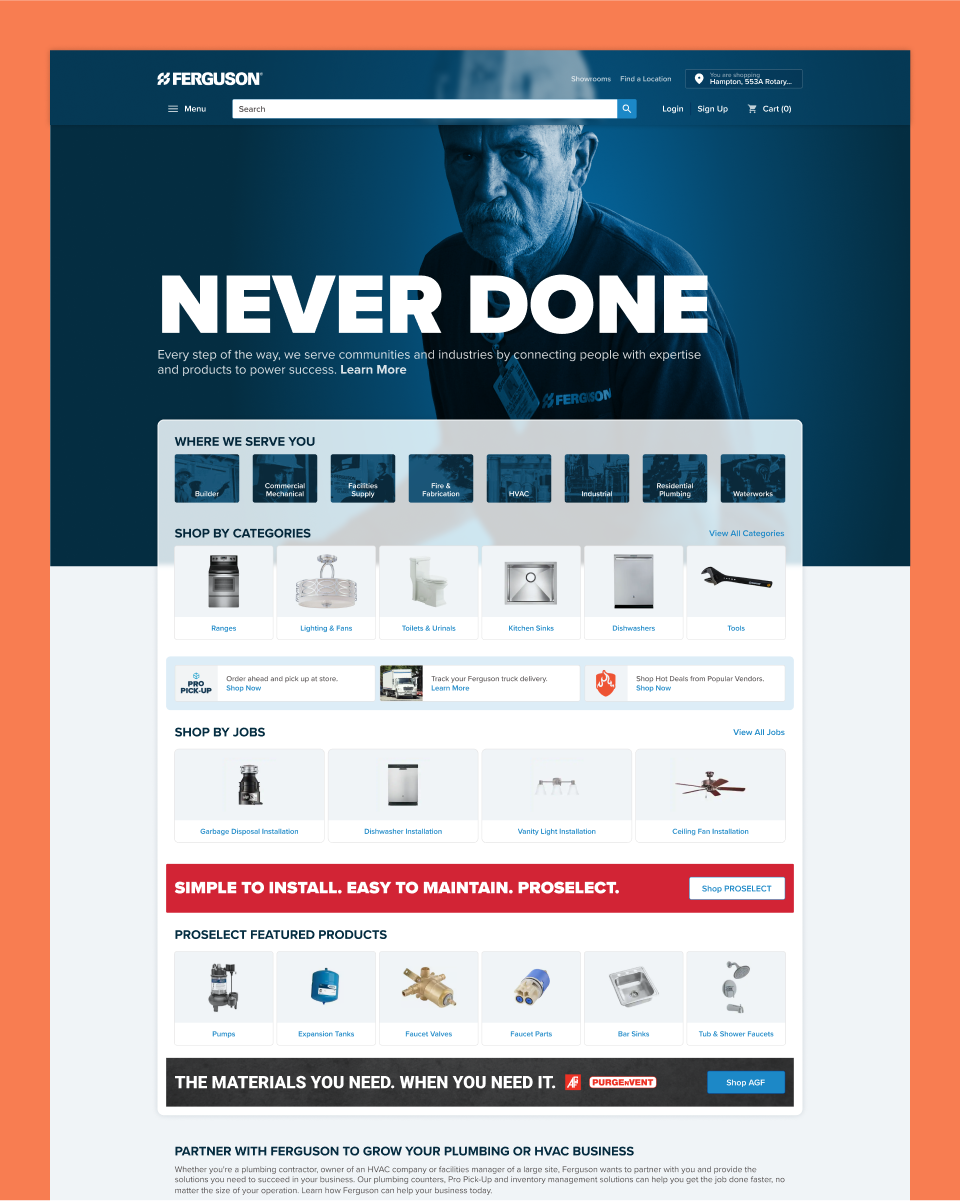 FERGUSON
Showrooms
Find a Location
You are shopping
Hampton, 553A Rotary...
Menu
Search
Login
Sign Up
Cart (0)
NEVER DONE
Every step of the way, we serve communities and industries by connecting people with expertise
and products to power success. Learn More
FERGUSON
WHERE WE SERVE YOU
Builder
Commercial
Mechanical
Facilities
Supply
Fire &
Fabrication
HVAC
Industrial
Residential
Plumbing
Waterworks
SHOP BY CATEGORIES
View All Categories
Ranges
Lighting & Fans
Toilets & Urinals
Kitchen Sinks
Dishwashers
Tools
PRO
PICK-UP
Order ahead and pick up at store.
Shop Now
Track your Ferguson truck delivery.
Learn More
Shop Hot Deals from Popular Vendors.
Shop Now
SHOP BY JOBS
View All Jobs
Garbage Disposal Installation
Dishwasher Installation
Vanity Light Installation
Ceiling Fan Installation
SIMPLE TO INSTALL. EASY TO MAINTAIN. PROSELECT.
Shop PROSELECT
PROSELECT FEATURED PRODUCTS
Pumps
Expansion Tanks
Faucet Valves
Faucet Parts
Bar Sinks
Tub & Shower Faucets
THE MATERIALS YOU NEED. WHEN YOU NEED IT.
PURGENVENT
Shop AGF
PARTNER WITH FERGUSON TO GROW YOUR PLUMBING OR HVAC BUSINESS
Whether you're a plumbing contractor, owner of an HVAC company or facilities manager of a large site, Ferguson wants to partner with you and provide the
solutions you need to succeed in your business. Our plumbing counters, Pro Pick-Up and inventory management solutions can help you get the job done faster, no
matter the size of your operation. Learn how Ferguson can help your business today.